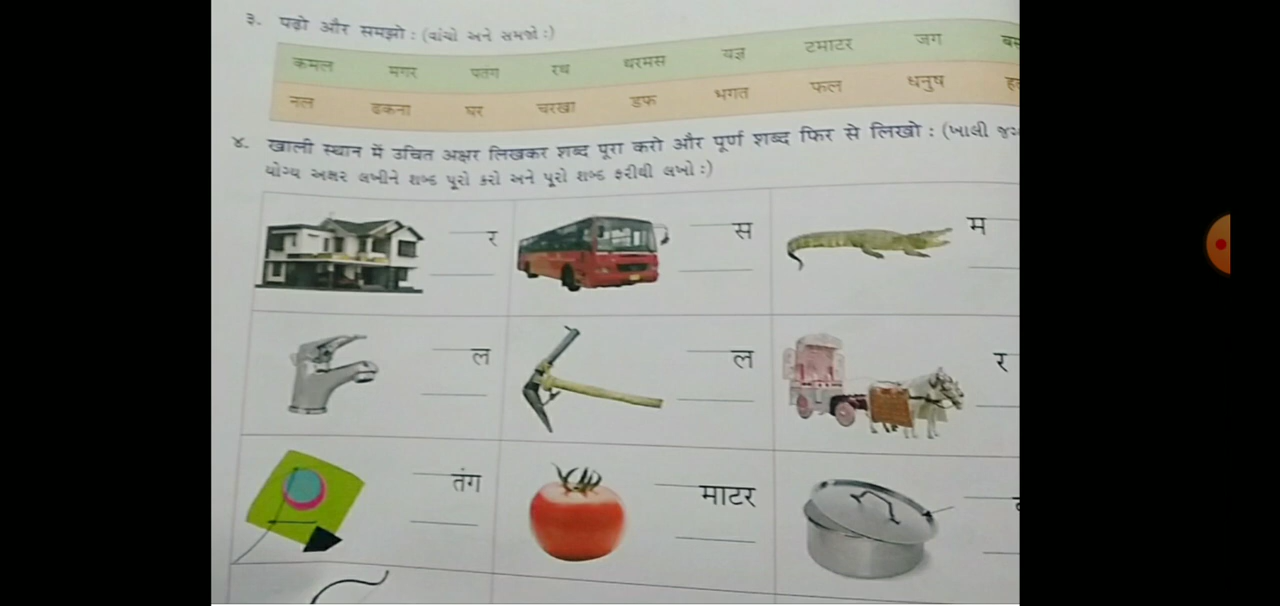 ३. पढ़ो और समझो : (વાંચો અને સમજો :)
कमल मगर पतंग रथ थरमस यज्ञ टमाटर जग
नल ढकना घर चरखा डफ भगत फल धनुष
४. खाली स्थान में उचित अक्षर लिखकर शब्द पूरा करो और पूर्ण शब्द फिर से लिखो : (ખાલી
યોગ્ય અક્ષર લખીને શબ્દ પૂરો કરો અને પૂરો શબ્દ ફરીથી લખો :)
र स म
ल ल र
तंग माटर